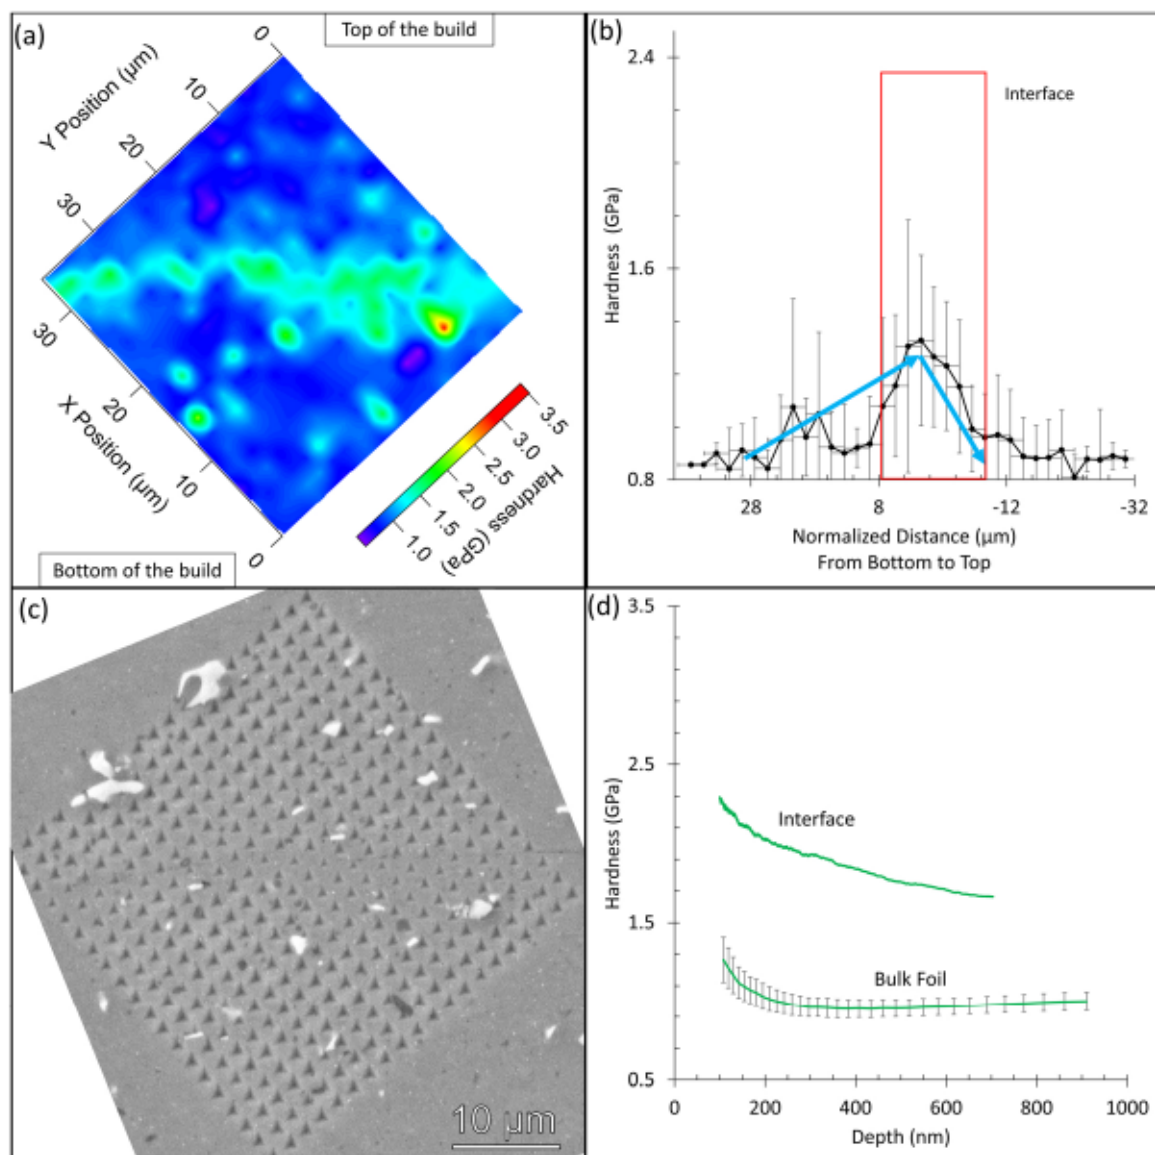 (a)
Top of the build
0
10
20
30
Y Position (µm)
30
20
10
0
X Position (µm)
3.5
3.0
2.5
2.0
1.5
1.0
Hardness (GPa)
Bottom of the build
(b)
2.4
1.6
0.8
Hardness (GPa)
Interface
28
8
-12
-32
Normalized Distance (µm)
From Bottom to Top
(c)
10 µm
(d)
3.5
2.5
1.5
0.5
Hardness (GPa)
Interface
Bulk Foil
0
200
400
600
800
1000
Depth (nm)